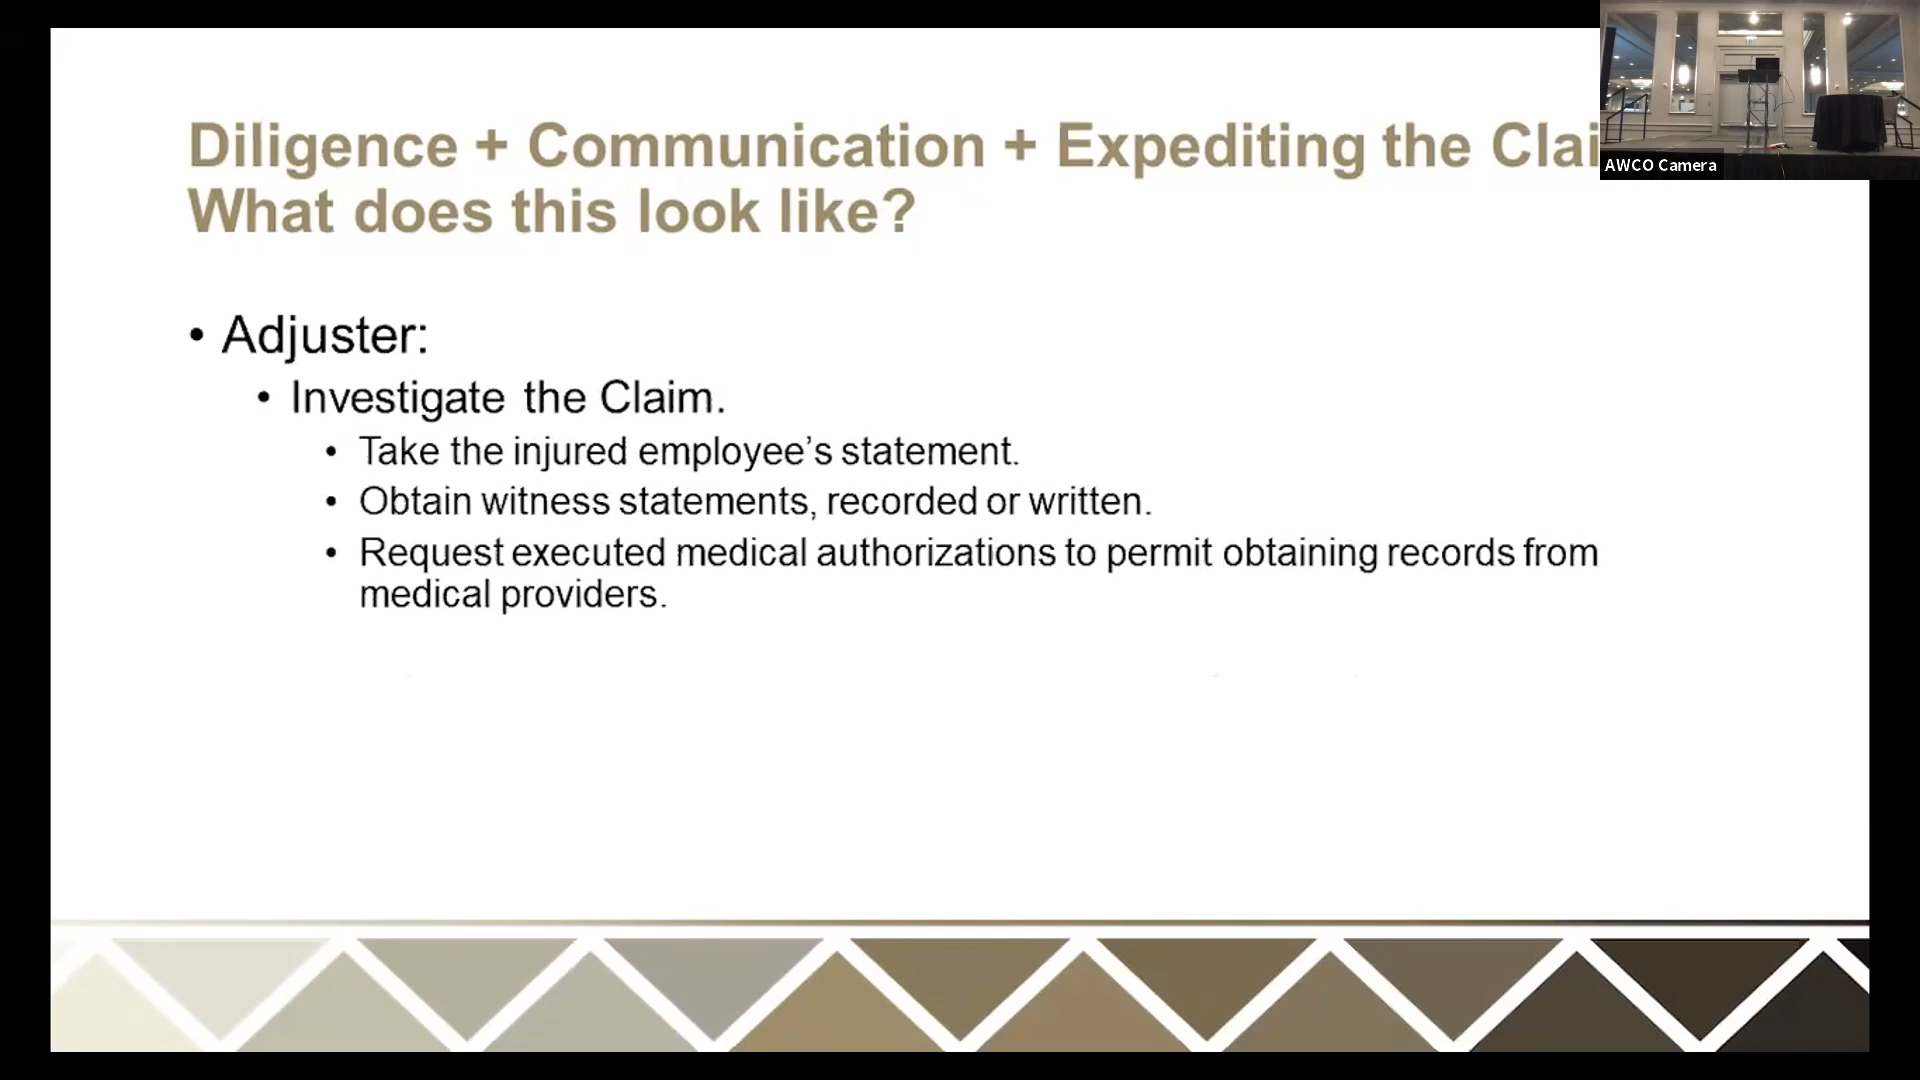 Diligence + Communication + Expediting the Clai
What does this look like?
• Adjuster:
• Investigate the Claim.
• Take the injured employee’s statement.
• Obtain witness statements, recorded or written.
• Request executed medical authorizations to permit obtaining records from
medical providers.
AWCO Camera